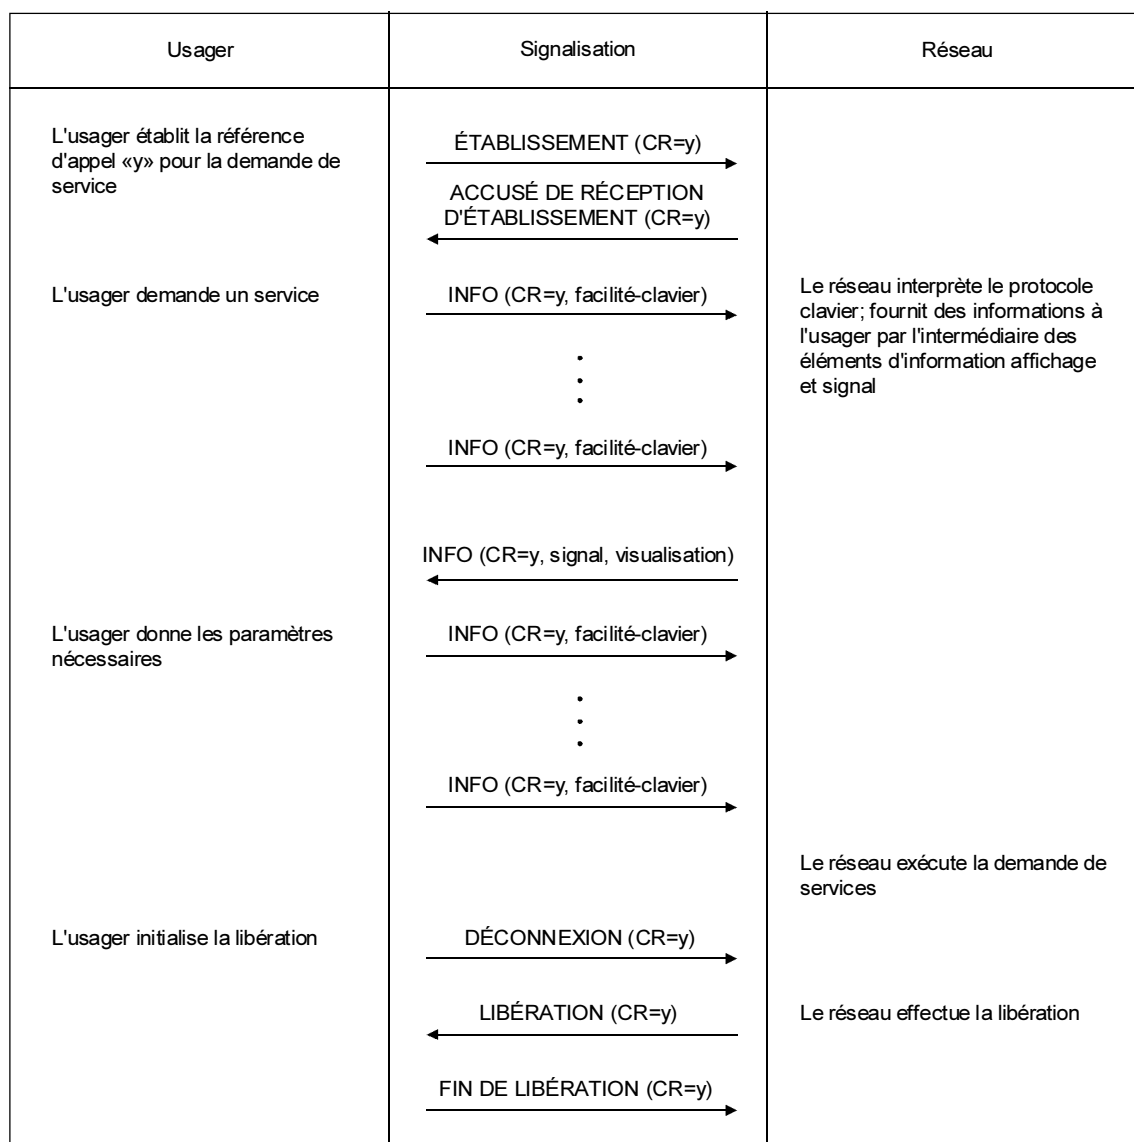 Usager
Signalisation
Réseau
L'usager établit la référence
d'appel «y» pour la demande de
service
ÉTABLISSEMENT (CR=y)
ACCUSÉ DE RÉCEPTION
D'ÉTABLISSEMENT (CR=y)
L'usager demande un service
INFO (CR=y, facilité-clavier)
Le réseau interprète le protocole
clavier; fournit des informations à
l'usager par l'intermédiaire des
éléments d'information affichage
et signal
INFO (CR=y, facilité-clavier)
INFO (CR=y, signal, visualisation)
L'usager donne les paramètres
nécessaires
INFO (CR=y, facilité-clavier)
INFO (CR=y, facilité-clavier)
Le réseau exécute la demande de
services
L'usager initialise la libération
DÉCONNEXION (CR=y)
LIBÉRATION (CR=y)
Le réseau effectue la libération
FIN DE LIBÉRATION (CR=y)